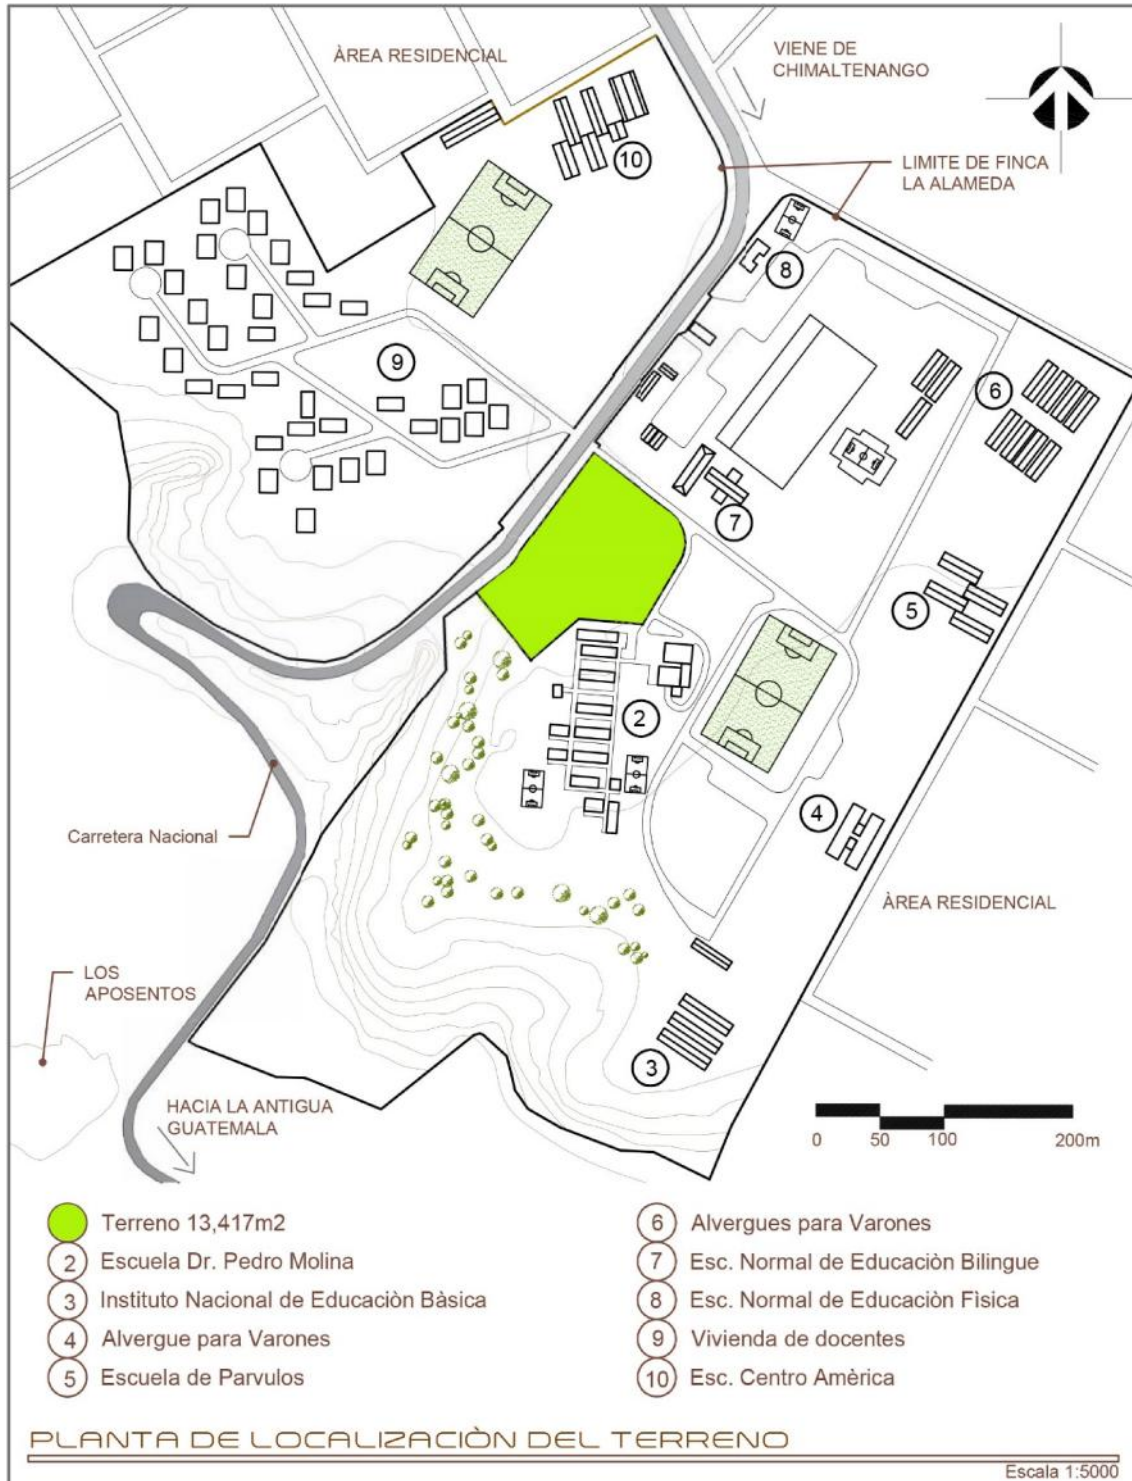 ÀREA RESIDENCIAL
VIENE DE
CHIMALTENANGO
10
LIMITE DE FINCA
LA ALAMEDA
8
9
6
7
5
2
4
Carretera Nacional
ÀREA RESIDENCIAL
LOS
APOSENTOS
3
HACIA LA ANTIGUA
GUATEMALA
0 50 100 200m
Terreno 13,417m2
2 Escuela Dr. Pedro Molina
3 Instituto Nacional de Educaciòn Bàsica
4 Alvergue para Varones
5 Escuela de Parvulos
6 Alvergues para Varones
7 Esc. Normal de Educaciòn Bilingue
8 Esc. Normal de Educaciòn Fìsica
9 Vivienda de docentes
10 Esc. Centro Amèrica
PLANTA DE LOCALIZACIÒN DEL TERRENO
Escala 1:5000